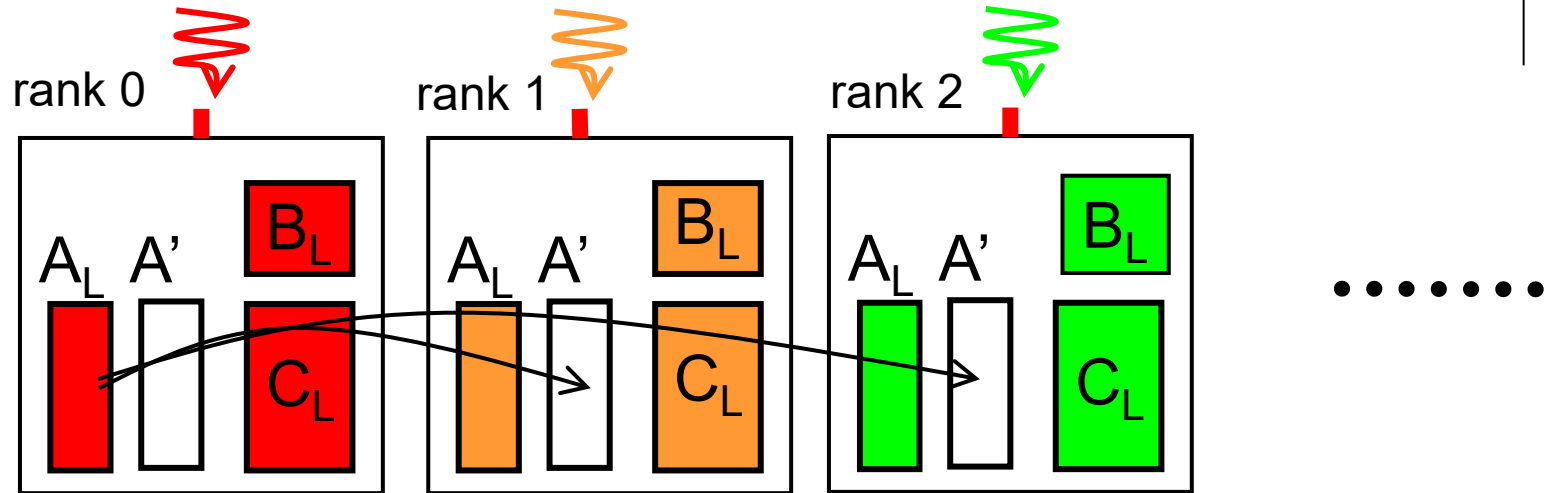 rank 0 rank 1 rank 2
B_L B_L B_L
A_L A’ A_L A’ A_L A’
C_L C_L C_L